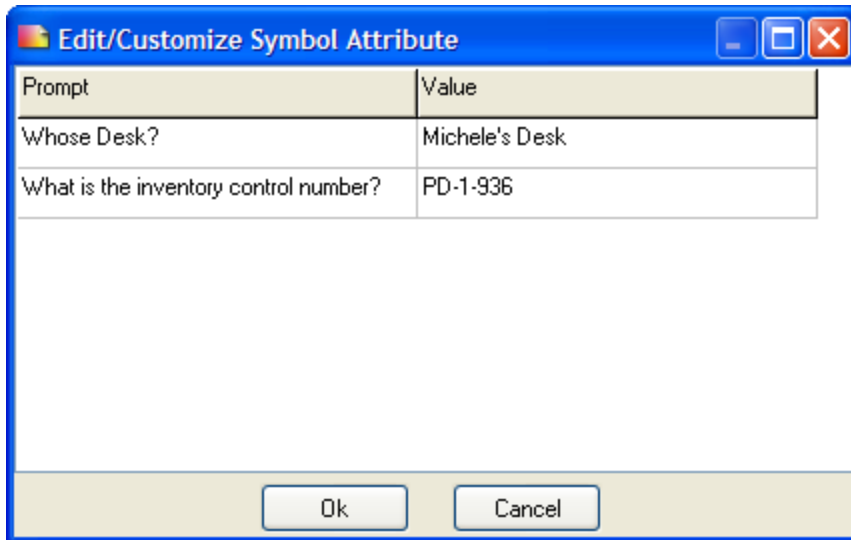 Edit/Customize Symbol Attribute
Prompt Value
Whose Desk? Michele's Desk
What is the inventory control number? PD-1-936
Ok Cancel